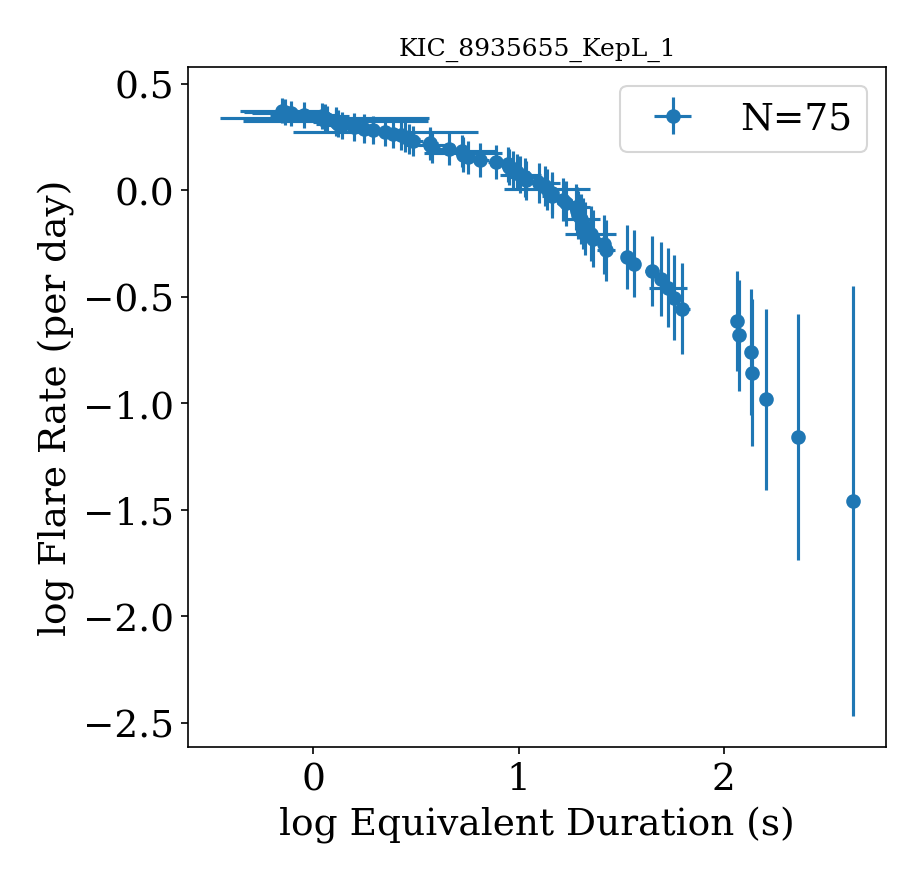 KIC_8935655_KepL_1
N=75
log Flare Rate (per day)
0.5
0.0
−0.5
−1.0
−1.5
−2.0
−2.5
0
1
2
log Equivalent Duration (s)